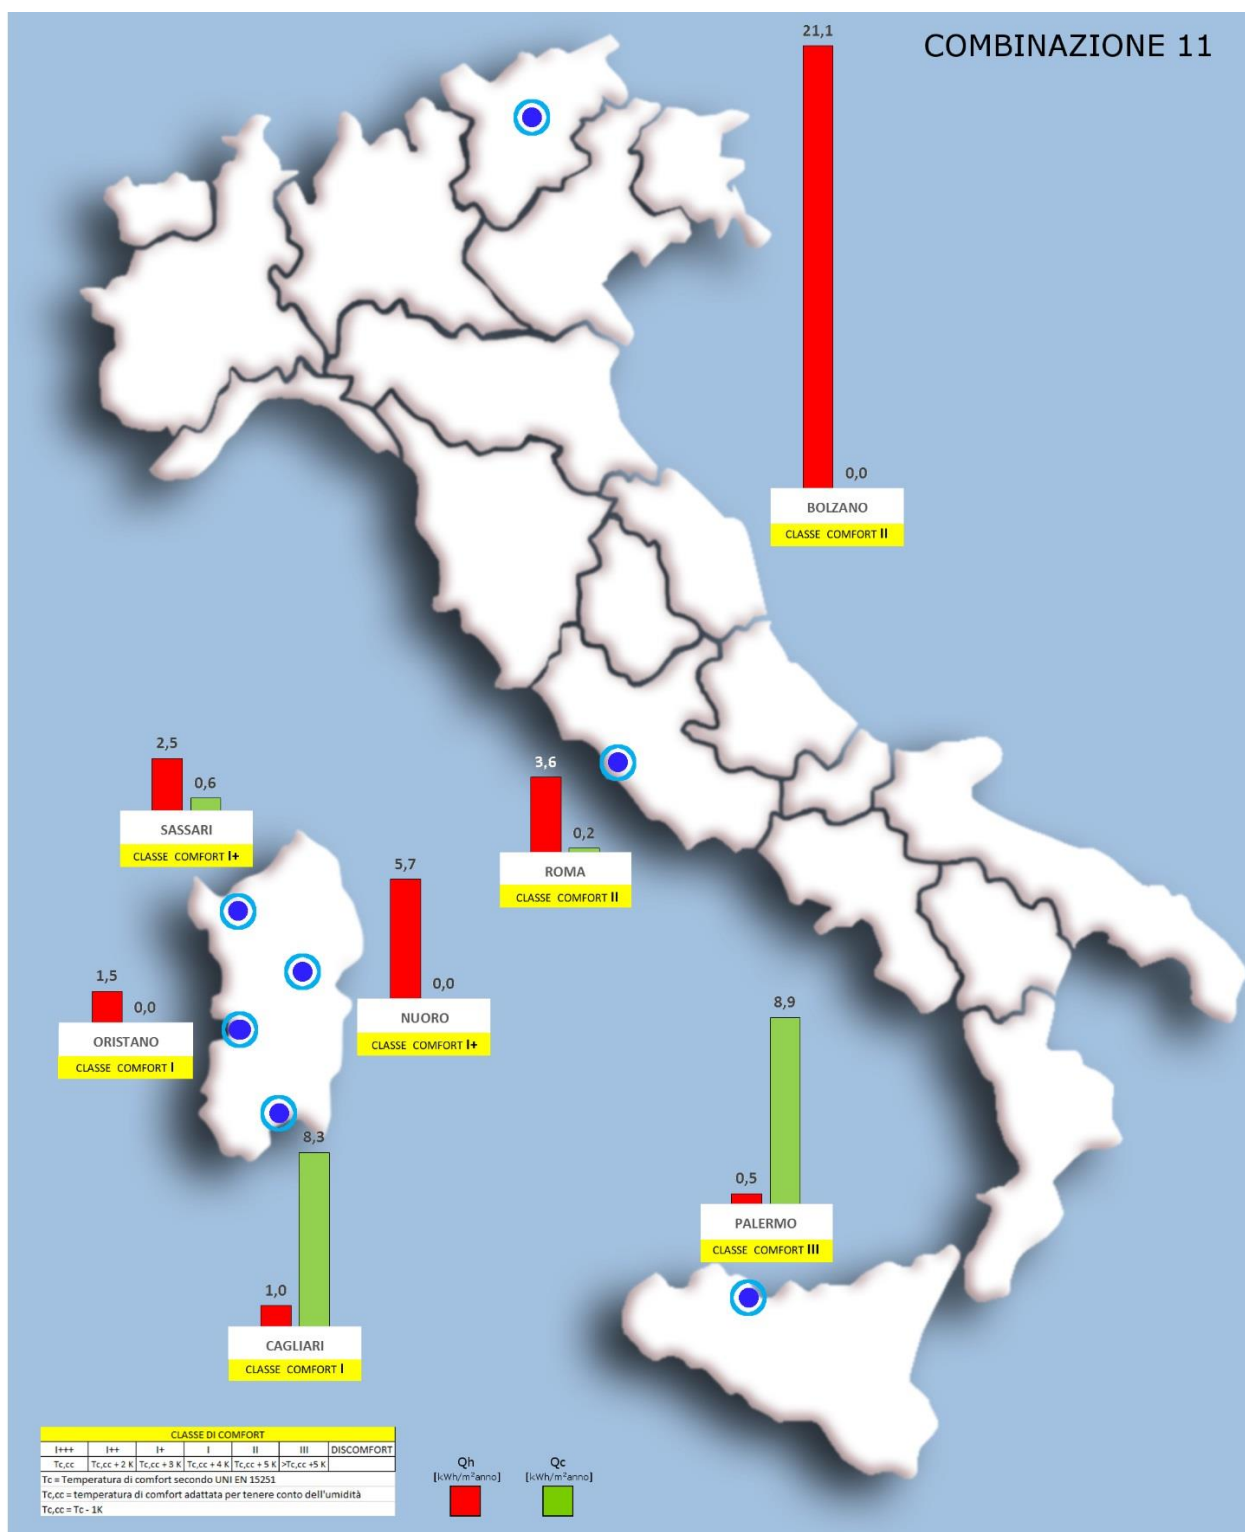 COMBINAZIONE 11
21,1
0,0
BOLZANO
CLASSE COMFORT II
2,5
0,6
SASSARI
CLASSE COMFORT I+
3,6
0,2
ROMA
CLASSE COMFORT II
5,7
0,0
NUORO
CLASSE COMFORT I+
1,5
0,0
ORISTANO
CLASSE COMFORT I
8,9
0,5
PALERMO
CLASSE COMFORT III
8,3
1,0
CAGLIARI
CLASSE COMFORT I
CLASSE DI COMFORT
I+++ I++ I+ I II III DISCOMFORT
Tc,cc Tc,cc + 2 K Tc,cc + 3 K Tc,cc + 4 K Tc,cc + 5 K >Tc,cc +5 K
Tc = Temperatura di comfort secondo UNI EN 15251
Tc,cc = temperatura di comfort adattata per tenere conto dell'umidità
Tc,cc = Tc - 1K
Qh Qc
[kWh/m²anno] [kWh/m²anno]